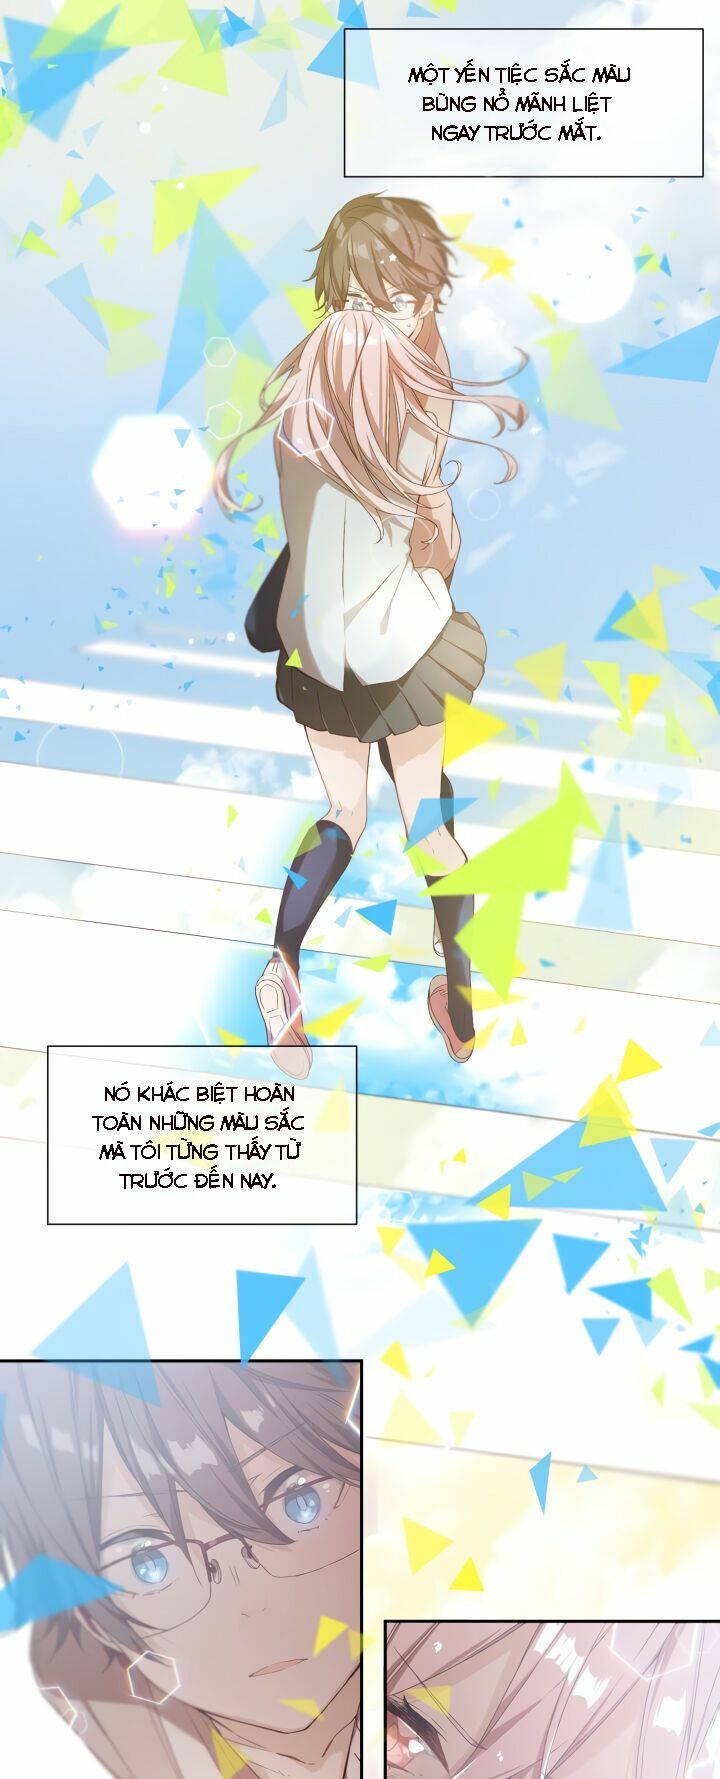 MỘT YẾN TIỆC SẮC MÀU
BÙNG NỔ MÃNH LIỆT
NGAY TRƯỚC MẮT.
NÓ KHÁC BIỆT HOÀN
TOÀN NHỮNG MÀU SẮC
MÀ TÔI TỪNG THẤY TỪ
TRƯỚC ĐẾN NAY.